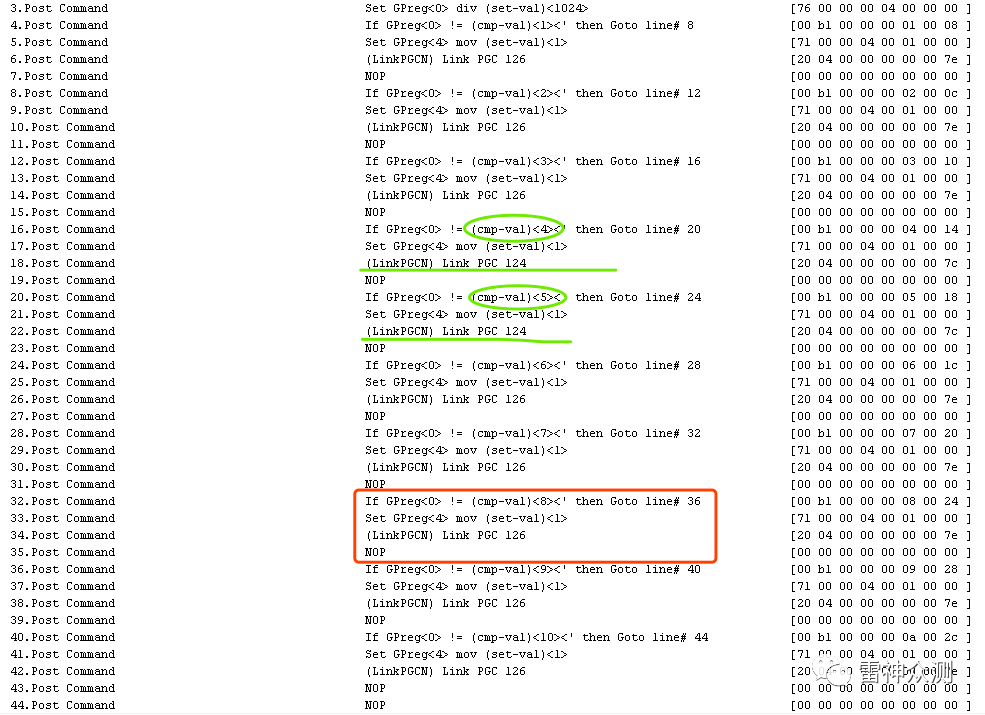 3.Post Command Set GPreg<0> div (set-val)<1024> [76 00 00 00 04 00 00 00 ]
4.Post Command If GPreg<0> != (cmp-val)<1><' then Goto line# 8 [00 b1 00 00 00 01 00 08 ]
5.Post Command Set GPreg<4> mov (set-val)<1> [71 00 00 04 00 01 00 00 ]
6.Post Command (LinkPGCN) Link PGC 126 [20 04 00 00 00 00 00 7e ]
7.Post Command NOP [00 00 00 00 00 00 00 00 ]
8.Post Command If GPreg<0> != (cmp-val)<2><' then Goto line# 12 [00 b1 00 00 00 02 00 0c ]
9.Post Command Set GPreg<4> mov (set-val)<1> [71 00 00 04 00 01 00 00 ]
10.Post Command (LinkPGCN) Link PGC 126 [20 04 00 00 00 00 00 7e ]
11.Post Command NOP [00 00 00 00 00 00 00 00 ]
12.Post Command If GPreg<0> != (cmp-val)<3><' then Goto line# 16 [00 b1 00 00 00 03 00 10 ]
13.Post Command Set GPreg<4> mov (set-val)<1> [71 00 00 04 00 01 00 00 ]
14.Post Command (LinkPGCN) Link PGC 126 [20 04 00 00 00 00 00 7e ]
15.Post Command NOP [00 00 00 00 00 00 00 00 ]
16.Post Command If GPreg<0> != (cmp-val)<4><' then Goto line# 20 [00 b1 00 00 00 04 00 14 ]
17.Post Command Set GPreg<4> mov (set-val)<1> [71 00 00 04 00 01 00 00 ]
18.Post Command (LinkPGCN) Link PGC 124 [20 04 00 00 00 00 00 7c ]
19.Post Command NOP [00 00 00 00 00 00 00 00 ]
20.Post Command If GPreg<0> != (cmp-val)<5>< then Goto line# 24 [00 b1 00 00 00 05 00 18 ]
21.Post Command Set GPreg<4> mov (set-val)<1> [71 00 00 04 00 01 00 00 ]
22.Post Command (LinkPGCN) Link PGC 124 [20 04 00 00 00 00 00 7c ]
23.Post Command NOP [00 00 00 00 00 00 00 00 ]
24.Post Command If GPreg<0> != (cmp-val)<6><' then Goto line# 28 [00 b1 00 00 00 06 00 1c ]
25.Post Command Set GPreg<4> mov (set-val)<1> [71 00 00 04 00 01 00 00 ]
26.Post Command (LinkPGCN) Link PGC 126 [20 04 00 00 00 00 00 7e ]
27.Post Command NOP [00 00 00 00 00 00 00 00 ]
28.Post Command If GPreg<0> != (cmp-val)<7><' then Goto line# 32 [00 b1 00 00 00 07 00 20 ]
29.Post Command Set GPreg<4> mov (set-val)<1> [71 00 00 04 00 01 00 00 ]
30.Post Command (LinkPGCN) Link PGC 126 [20 04 00 00 00 00 00 7e ]
31.Post Command NOP [00 00 00 00 00 00 00 00 ]
32.Post Command If GPreg<0> != (cmp-val)<8><' then Goto line# 36 [00 b1 00 00 00 08 00 24 ]
33.Post Command Set GPreg<4> mov (set-val)<1> [71 00 00 04 00 01 00 00 ]
34.Post Command (LinkPGCN) Link PGC 126 [20 04 00 00 00 00 00 7e ]
35.Post Command NOP [00 00 00 00 00 00 00 00 ]
36.Post Command If GPreg<0> != (cmp-val)<9><' then Goto line# 40 [00 b1 00 00 00 09 00 28 ]
37.Post Command Set GPreg<4> mov (set-val)<1> [71 00 00 04 00 01 00 00 ]
38.Post Command (LinkPGCN) Link PGC 126 [20 04 00 00 00 00 00 7e ]
39.Post Command NOP [00 00 00 00 00 00 00 00 ]
40.Post Command If GPreg<0> != (cmp-val)<10><' then Goto line# 44 [00 b1 00 00 00 0a 00 2c ]
41.Post Command Set GPreg<4> mov (set-val)<1> [71 00 00 04 00 01 00 00 ]
42.Post Command (LinkPGCN) Link PGC 126 [20
雷神众测
43.Post Command NOP [00 00 00 00 00 00 00 00 ]
44.Post Command NOP [00 00 00 00 00 00 00 00 ]